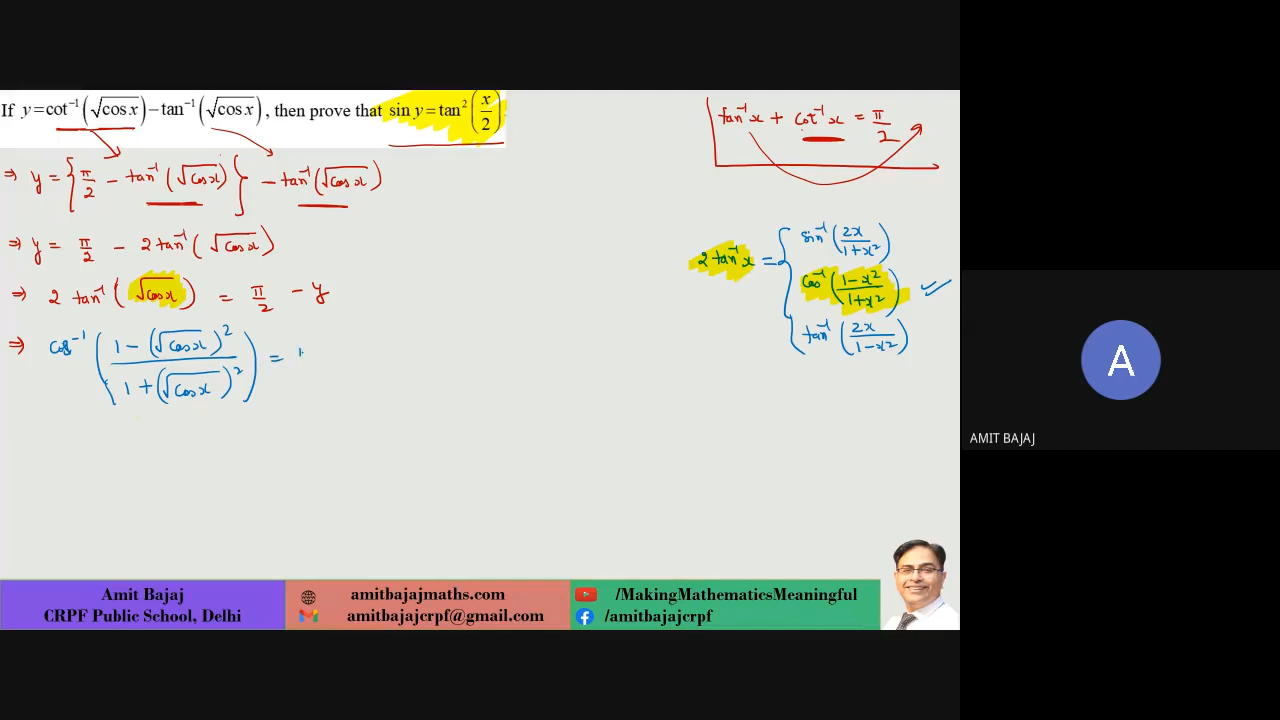 If y = cot⁻¹(√cos x) − tan⁻¹(√cos x), then prove that sin y = tan²(x/2)
⇒ y = {π/2 − tan⁻¹(√cos x)} − tan⁻¹(√cos x)
⇒ y = π/2 − 2 tan⁻¹(√cos x)
⇒ 2 tan⁻¹(√cos x) = π/2 − y
⇒ cos⁻¹((1 − (√cos x)²)/(1 + (√cos x)²)) =
tan⁻¹x + cot⁻¹x = π/2
2 tan⁻¹x = { sin⁻¹(2x/(1+x²))
cos⁻¹((1−x²)/(1+x²)) ✓
tan⁻¹(2x/(1−x²))
A
AMIT BAJAJ
Amit Bajaj
CRPF Public School, Delhi
amitbajajmaths.com
amitbajajcrpf@gmail.com
/MakingMathematicsMeaningful
/amitbajajcrpf